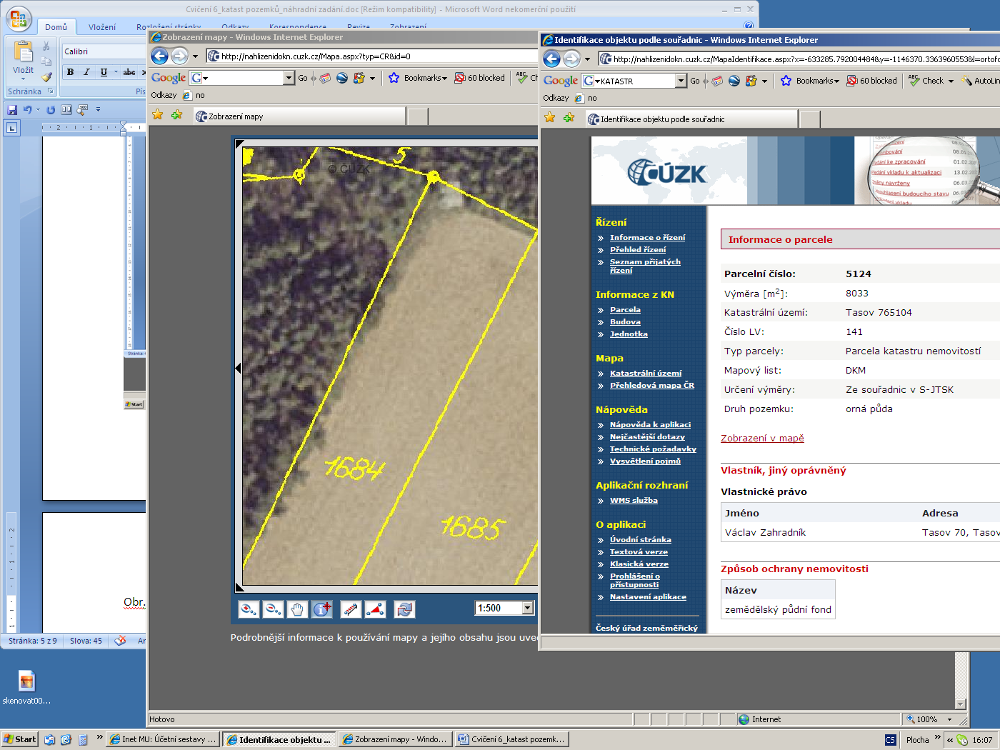 Cvičení 6_katast pozemků_náhradní zadání.doc [Režim kompatibility] - Microsoft Word nekomerční použití
Domů Vložení Rozložení stránky Odkazy Korespondence Revize Zobrazení
Vložit
Schránka
Calibri
B I U abc
Pís
2 1
Start
Obr.
Stránka: 5 z 9 Slova: 45
skenovat00...
Zobrazení mapy - Windows Internet Explorer
http://nahlizenidokn.cuzk.cz/Mapa.aspx?typ=CR&id=0
Google G Go Bookmarks 60 blocked Ch
Odkazy no
Zobrazení mapy
© ČÚZK
5
1684
1685
1:500
Podrobnější informace k používání mapy a jejího obsahu jsou uved
Hotovo
Internet
100%
Identifikace objektu podle souřadnic - Windows Internet Explorer
http://nahlizenidokn.cuzk.cz/MapaIdentifikace.aspx?x=-633285.792004484&y=-1146370.33639605538&l=ortofo
Google G KATASTR Go Bookmarks 60 blocked Check AutoLin
Odkazy no
Identifikace objektu podle souřadnic
ČÚZK
Řízení
Informace o řízení
Přehled řízení
Seznam přijatých
řízení
Informace z KN
Parcela
Budova
Jednotka
Mapa
Katastrální území
Přehledová mapa ČR
Nápověda
Nápověda k aplikaci
Nejčastější dotazy
Technické požadavky
Vysvětlení pojmů
Aplikační rozhraní
WMS služba
O aplikaci
Úvodní stránka
Textová verze
Klasická verze
Prohlášení o
přístupnosti
Nastavení aplikace
Český úřad zeměměřický
Informace o parcele
Parcelní číslo: 5124
Výměra [m2]: 8033
Katastrální území: Tasov 765104
Číslo LV: 141
Typ parcely: Parcela katastru nemovitostí
Mapový list: DKM
Určení výměry: Ze souřadnic v S-JTSK
Druh pozemku: orná půda
Zobrazení v mapě
Vlastník, jiný oprávněný
Vlastnické právo
Jméno Adresa
Václav Zahradník Tasov 70, Tasov
Způsob ochrany nemovitosti
Název
zemědělský půdní fond
Start Inet MU: Účetní sestavy ... Identifikace objektu ... Zobrazení mapy - Windo... Cvičení 6_katast pozemk... CS Plocha 16:07